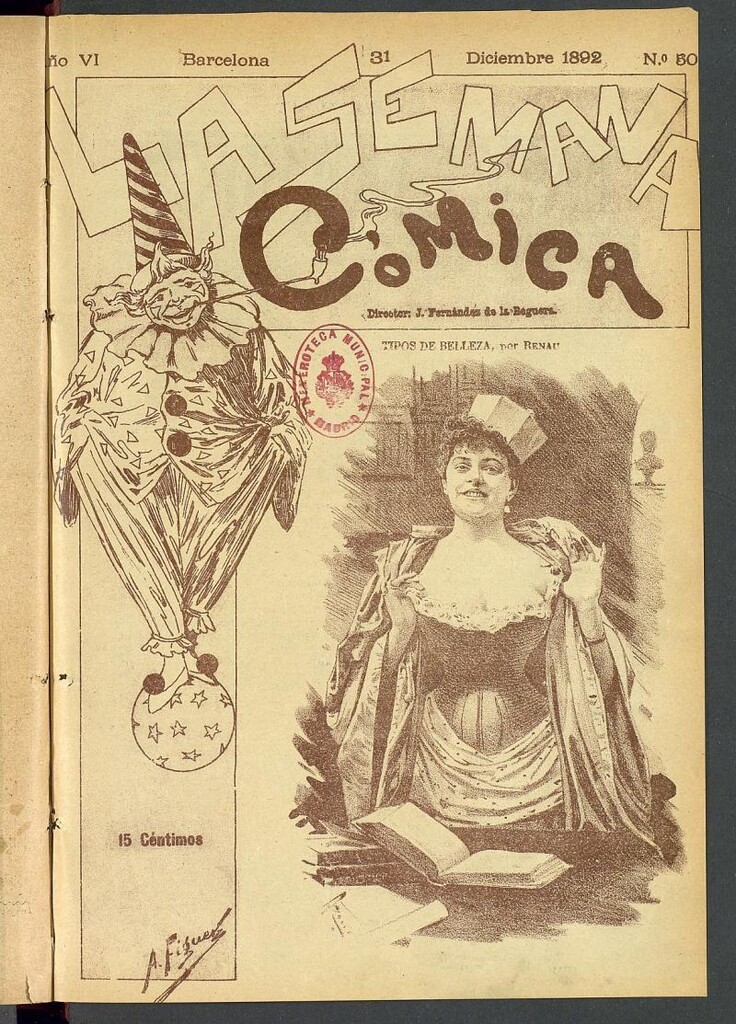 ño VI Barcelona 31 Diciembre 1892 N.º 50
LA SEMANA
CÓMICA
Director: J. Fernández de la Reguera.
TIPOS DE BELLEZA, por RENAU
HEMEROTECA MUNICIPAL
MADRID
15 Céntimos
A. Figuer